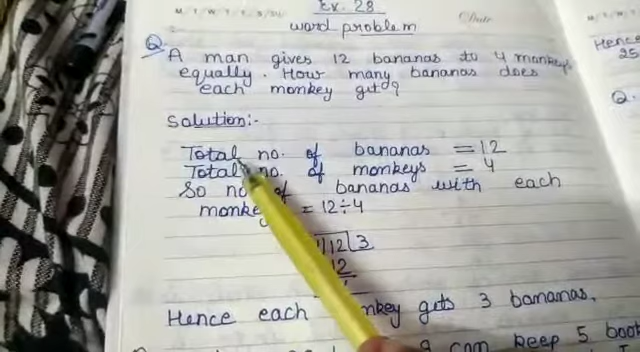 Ex. 28
word problem
Date
Hence
25
Q. A man gives 12 bananas to 4 monkeys
equally. How many bananas does
each monkey get?
Solution:-
Total no. of bananas = 12
Total no. of monkeys = 4
So no. of bananas with each
monkey = 12÷4
12 3
12
Hence each monkey gets 3 bananas.
Q.
can keep 5